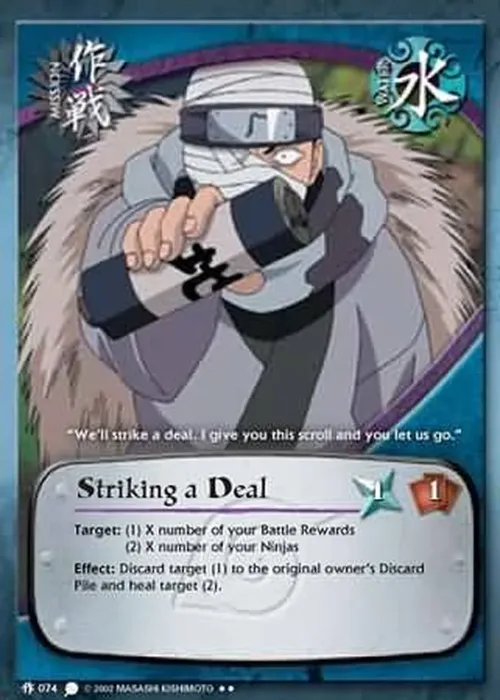 MISSION
作戦
WATER
水
地
"We'll strike a deal. I give you this scroll and you let us go."
Striking a Deal
1
1
Target: (1) X number of your Battle Rewards
(2) X number of your Ninjas
Effect: Discard target (1) to the original owner's Discard
Pile and heal target (2).
074 © 2002 MASASHI KISHIMOTO